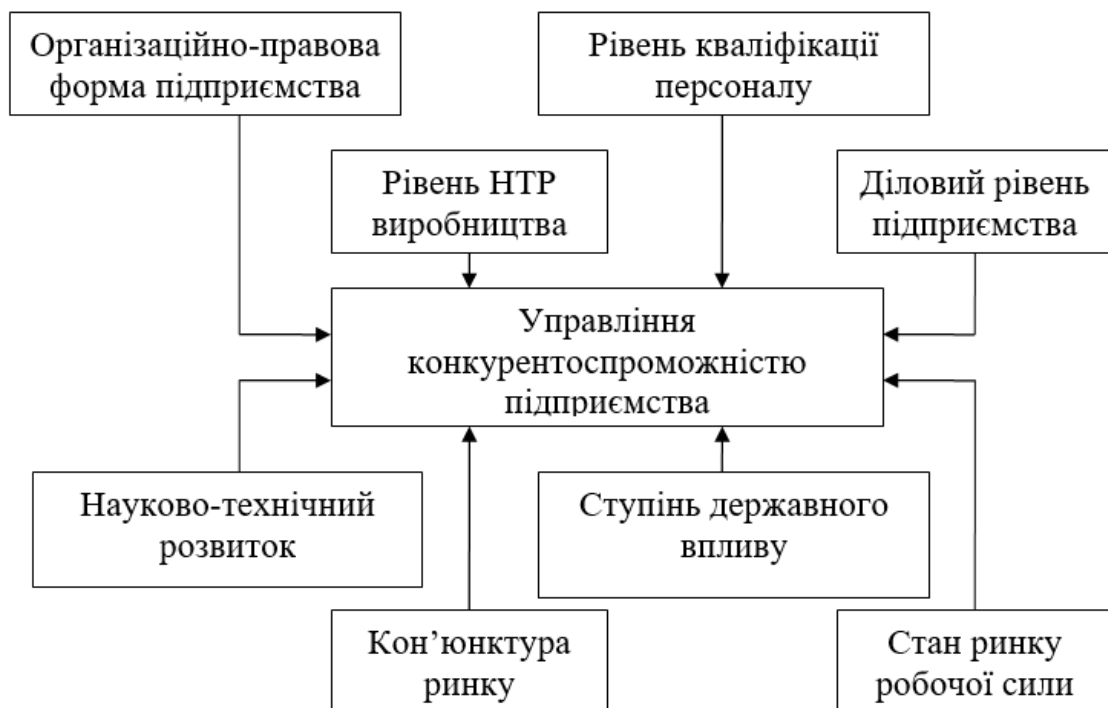 Організаційно-правова
форма підприємства
Рівень кваліфікації
персоналу
Рівень НТР
виробництва
Діловий рівень
підприємства
Управління
конкурентоспроможністю
підприємства
Науково-технічний
розвиток
Ступінь державного
впливу
Кон’юнктура
ринку
Стан ринку
робочої сили